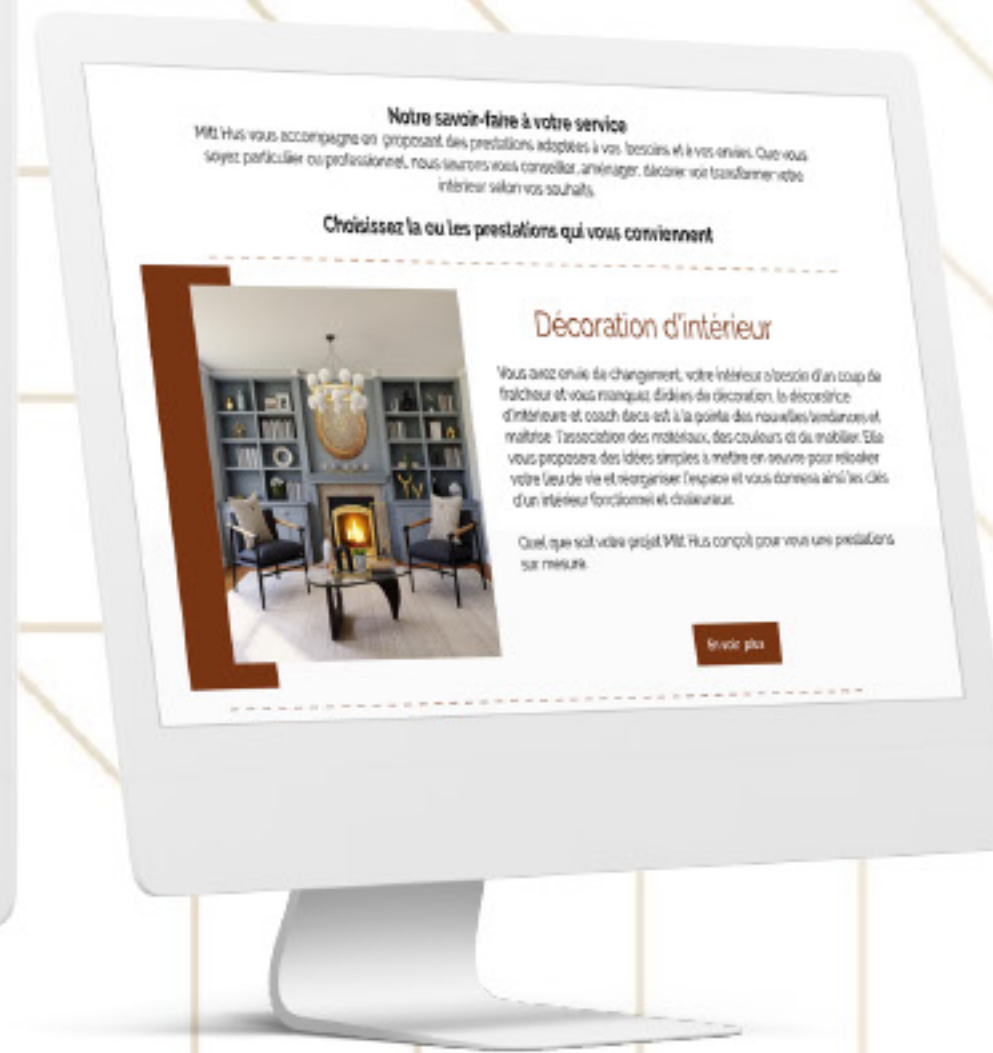 Notre savoir-faire à votre service
Mitt Hus vous accompagne en proposant des prestations adaptées à vos besoins et à vos envies. Que vous
soyez particulier ou professionnel, nous saurons vous conseiller, aménager, décorer voir transformer votre
intérieur selon vos souhaits.
Choisissez la ou les prestations qui vous conviennent
Décoration d'intérieur
Vous avez envie de changement, votre intérieur a besoin d'un coup de
fraîcheur et vous manquez d'idées de décoration, la décoratrice
d'intérieure et coach deco est à la pointe des nouvelles tendances et
maîtrise l'association des matériaux, des couleurs et du mobilier. Elle
vous proposera des idées simples à mettre en oeuvre pour relooker
votre lieu de vie et réorganiser l'espace et vous donnera ainsi les clés
d'un intérieur fonctionnel et chaleureux.
Quel que soit votre projet Mitt Hus conçoit pour vous une prestations
sur mesure.
En voir plus